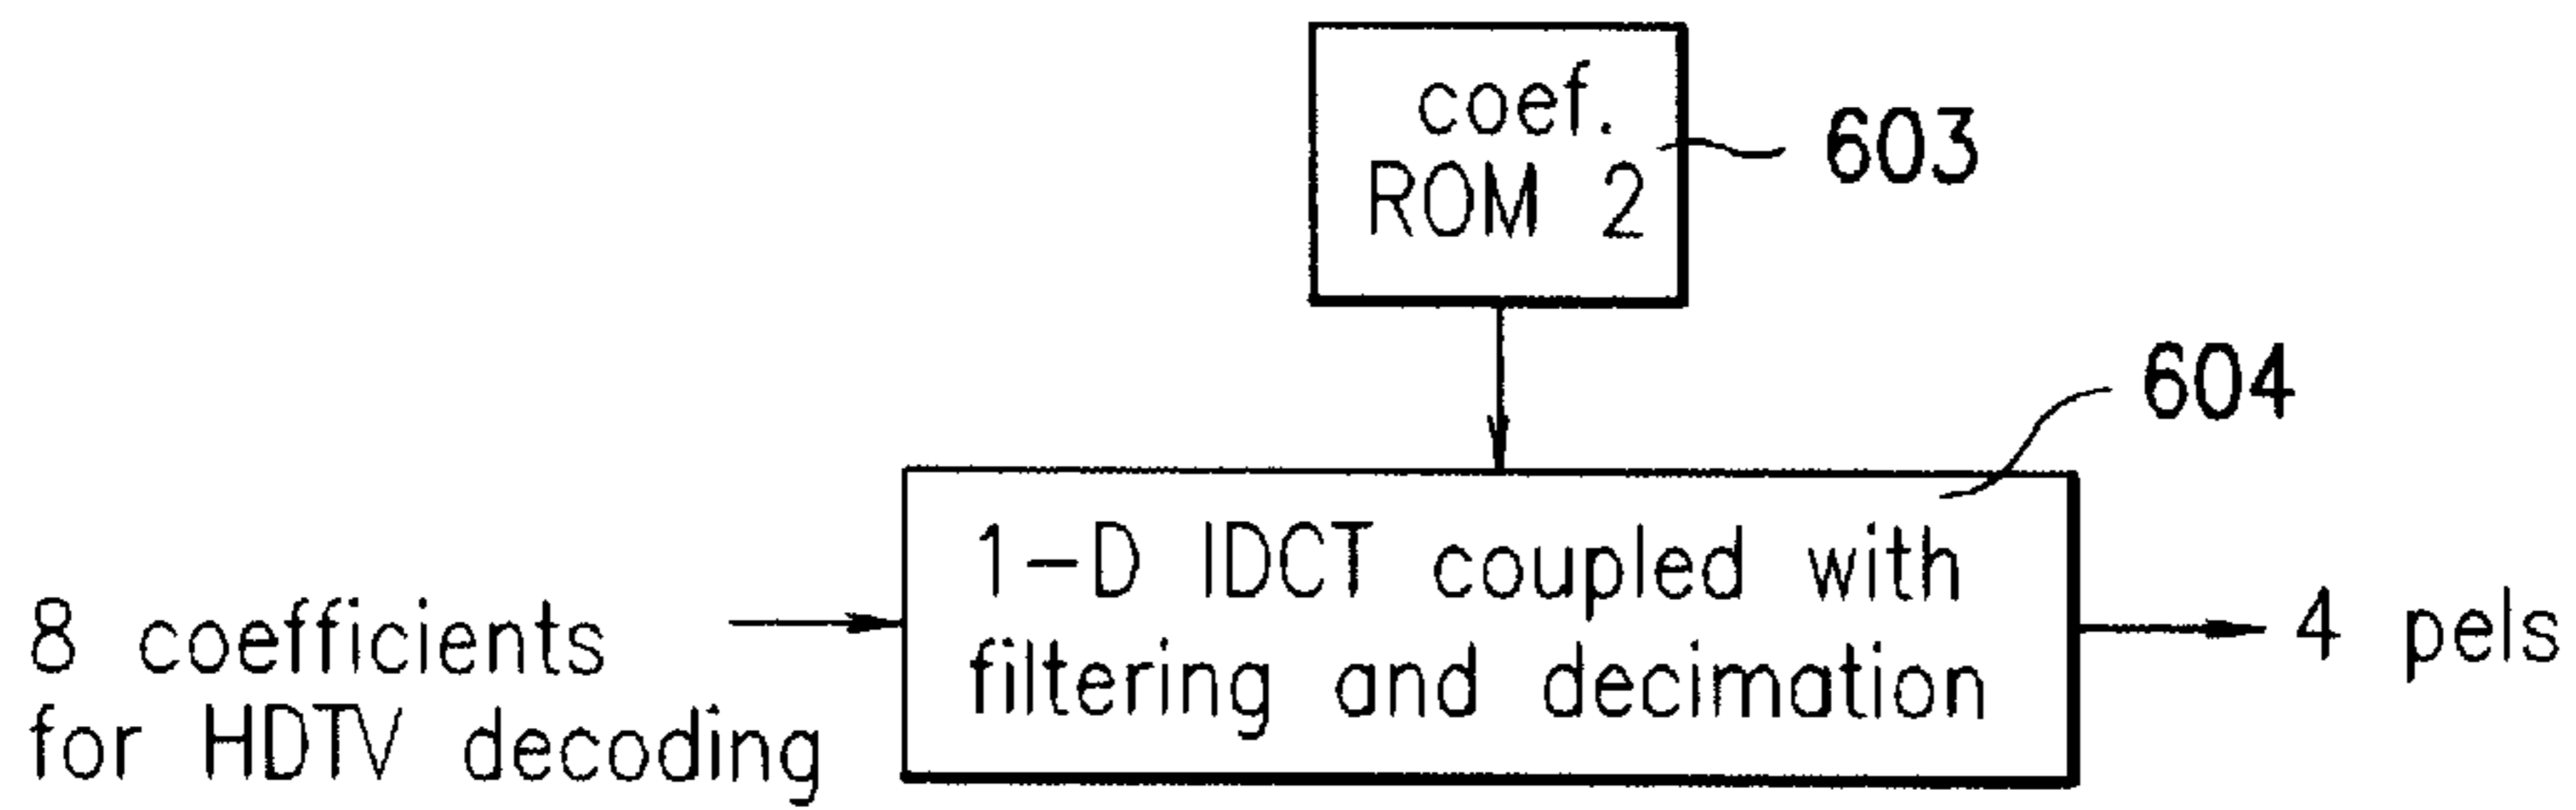 coef.
ROM 2
603
604
8 coefficients
for HDTV decoding
1-D IDCT coupled with
filtering and decimation
4 pels